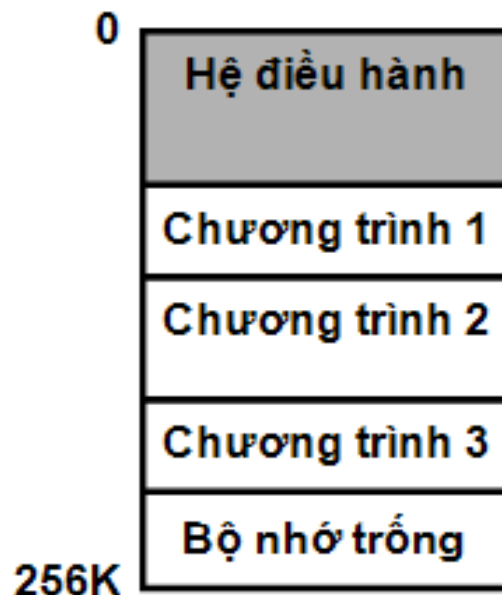 0
Hệ điều hành
Chương trình 1
Chương trình 2
Chương trình 3
Bộ nhớ trống
256K